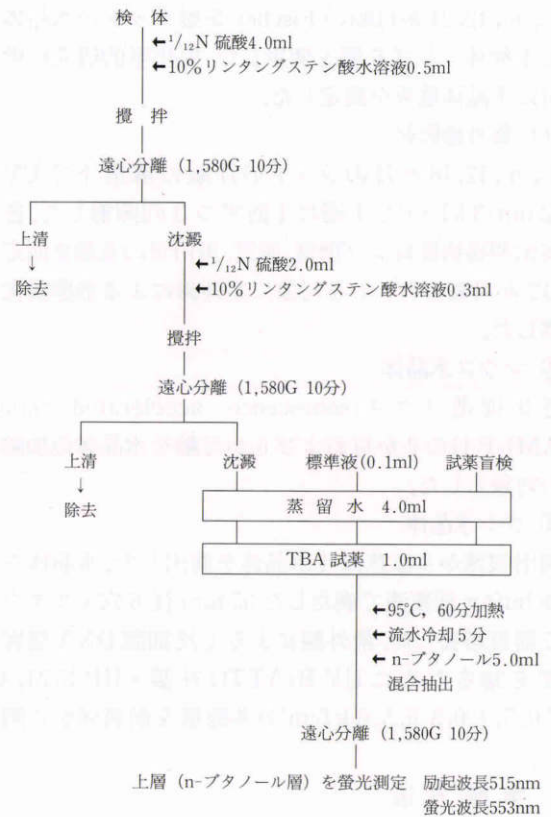 検 体
←1/12N 硫酸4.0ml
←10%リンタングステン酸水溶液0.5ml
攪 拌
遠心分離（1,580G 10分）
上清 沈澱
↓ ←1/12N 硫酸2.0ml
除去 ←10%リンタングステン酸水溶液0.3ml
攪拌
遠心分離（1,580G 10分）
上清 沈澱 標準液（0.1ml） 試薬盲検
↓
除去
蒸 留 水 4.0ml
TBA 試薬 1.0ml
←95℃，60分加熱
←流水冷却5分
←n-ブタノール5.0ml
混合抽出
遠心分離（1,580G 10分）
上層（n-ブタノール層）を螢光測定 励起波長515nm
螢光波長553nm